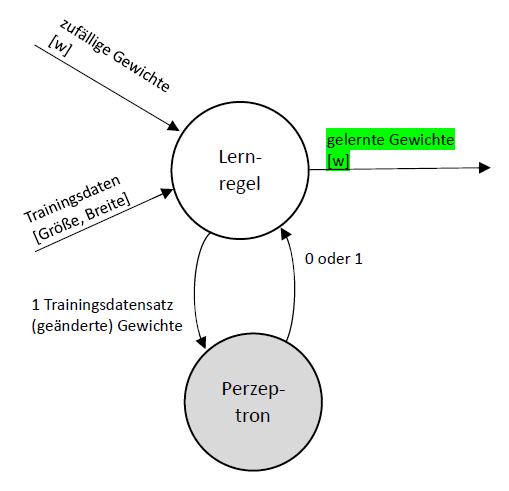 zufällige Gewichte
[w]
Lern-
regel
gelernte Gewichte
[w]
Trainingsdaten
[Größe, Breite]
0 oder 1
1 Trainingsdatensatz
(geänderte) Gewichte
Perzep-
tron